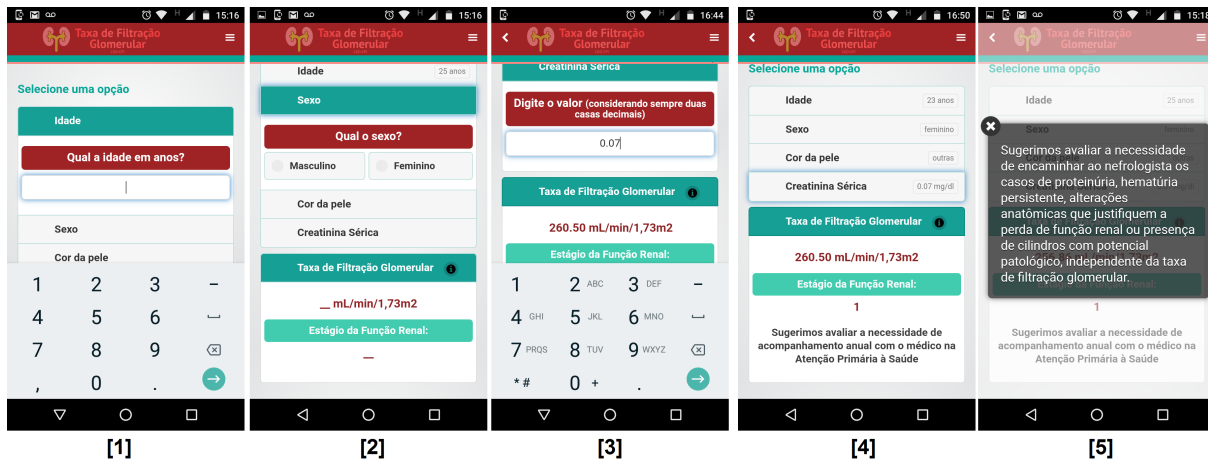 15:16
Taxa de Filtração
Glomerular
Selecione uma opção
Idade
Qual a idade em anos?
Sexo
Cor da pele
1 2 3 -
4 5 6
7 8 9
, 0 .
[1]
H 15:16
Taxa de Filtração
Glomerular
Idade 25 anos
Sexo
Qual o sexo?
Masculino Feminino
Cor da pele
Creatinina Sérica
Taxa de Filtração Glomerular
__ mL/min/1,73m2
Estágio da Função Renal:
__
[2]
H 16:44
Taxa de Filtração
Glomerular
Creatinina Sérica
Digite o valor (considerando sempre duas
casas decimais)
0.07
Taxa de Filtração Glomerular
260.50 mL/min/1,73m2
Estágio da Função Renal:
1 2 ABC 3 DEF -
4 GHI 5 JKL 6 MNO
7 PRQS 8 TUV 9 WXYZ
* # 0 + .
[3]
H 16:50
Taxa de Filtração
Glomerular
Selecione uma opção
Idade 23 anos
Sexo feminino
Cor da pele outras
Creatinina Sérica 0.07 mg/dl
Taxa de Filtração Glomerular
260.50 mL/min/1,73m2
Estágio da Função Renal:
1
Sugerimos avaliar a necessidade de
acompanhamento anual com o médico na
Atenção Primária à Saúde
[4]
H 15:18
Taxa de Filtração
Glomerular
Selecione uma opção
Idade 25 anos
Sexo feminino
Sugerimos avaliar a necessidade
de encaminhar ao nefrologista os
casos de proteinúria, hematúria
persistente, alterações
anatômicas que justifiquem a
perda de função renal ou presença
de cilindros com potencial
patológico, independente da taxa
de filtração glomerular.
1
Sugerimos avaliar a necessidade de
acompanhamento anual com o médico na
Atenção Primária à Saúde
[5]